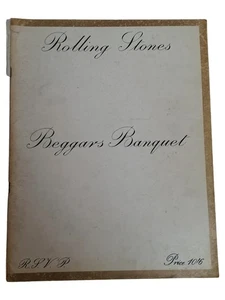 Rolling Stones
Beggars Banquet
R.S.V.P
Price 10/6